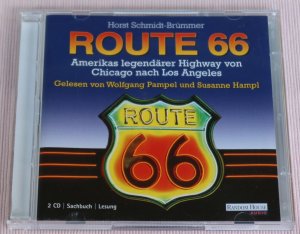 Horst Schmidt-Brümmer
ROUTE 66
Amerikas legendärer Highway von
Chicago nach Los Angeles
Gelesen von Wolfgang Pampel und Susanne Hampl
ROUTE
66
2 CD | Sachbuch | Lesung
RANDOM HOUSE
AUDIO